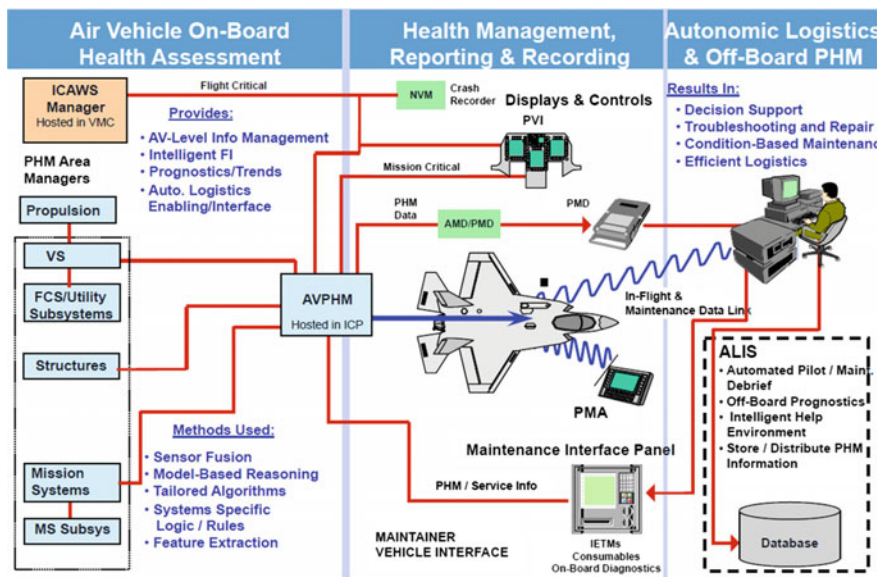 Air Vehicle On-Board
Health Assessment
Health Management,
Reporting & Recording
Autonomic Logistics
& Off-Board PHM
ICAWS
Manager
Hosted in VMC
Flight Critical
Provides:
• AV-Level Info Management
• Intelligent FI
• Prognostics/Trends
• Auto. Logistics
Enabling/Interface
PHM Area
Managers
Propulsion
VS
FCS/Utility
Subsystems
Structures
Mission
Systems
MS Subsys
Methods Used:
• Sensor Fusion
• Model-Based Reasoning
• Tailored Algorithms
• Systems Specific
Logic / Rules
• Feature Extraction
AVPHM
Hosted in ICP
NVM
Crash
Recorder
Displays & Controls
PVI
Mission Critical
PHM
Data
AMD/PMD
PMD
In-Flight &
Maintenance Data Link
PMA
Maintenance Interface Panel
PHM / Service Info
IETMs
Consumables
On-Board Diagnostics
MAINTAINER
VEHICLE INTERFACE
Results In:
• Decision Support
• Troubleshooting and Repair
• Condition-Based Maintenance
• Efficient Logistics
ALIS
• Automated Pilot / Maint.
Debrief
• Off-Board Prognostics
• Intelligent Help
Environment
• Store / Distribute PHM
Information
Database